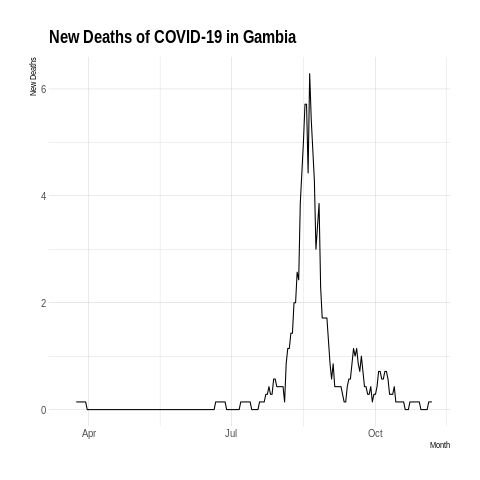 New Deaths of COVID-19 in Gambia
New Deaths
6
4
2
0
Apr
Jul
Oct
Month